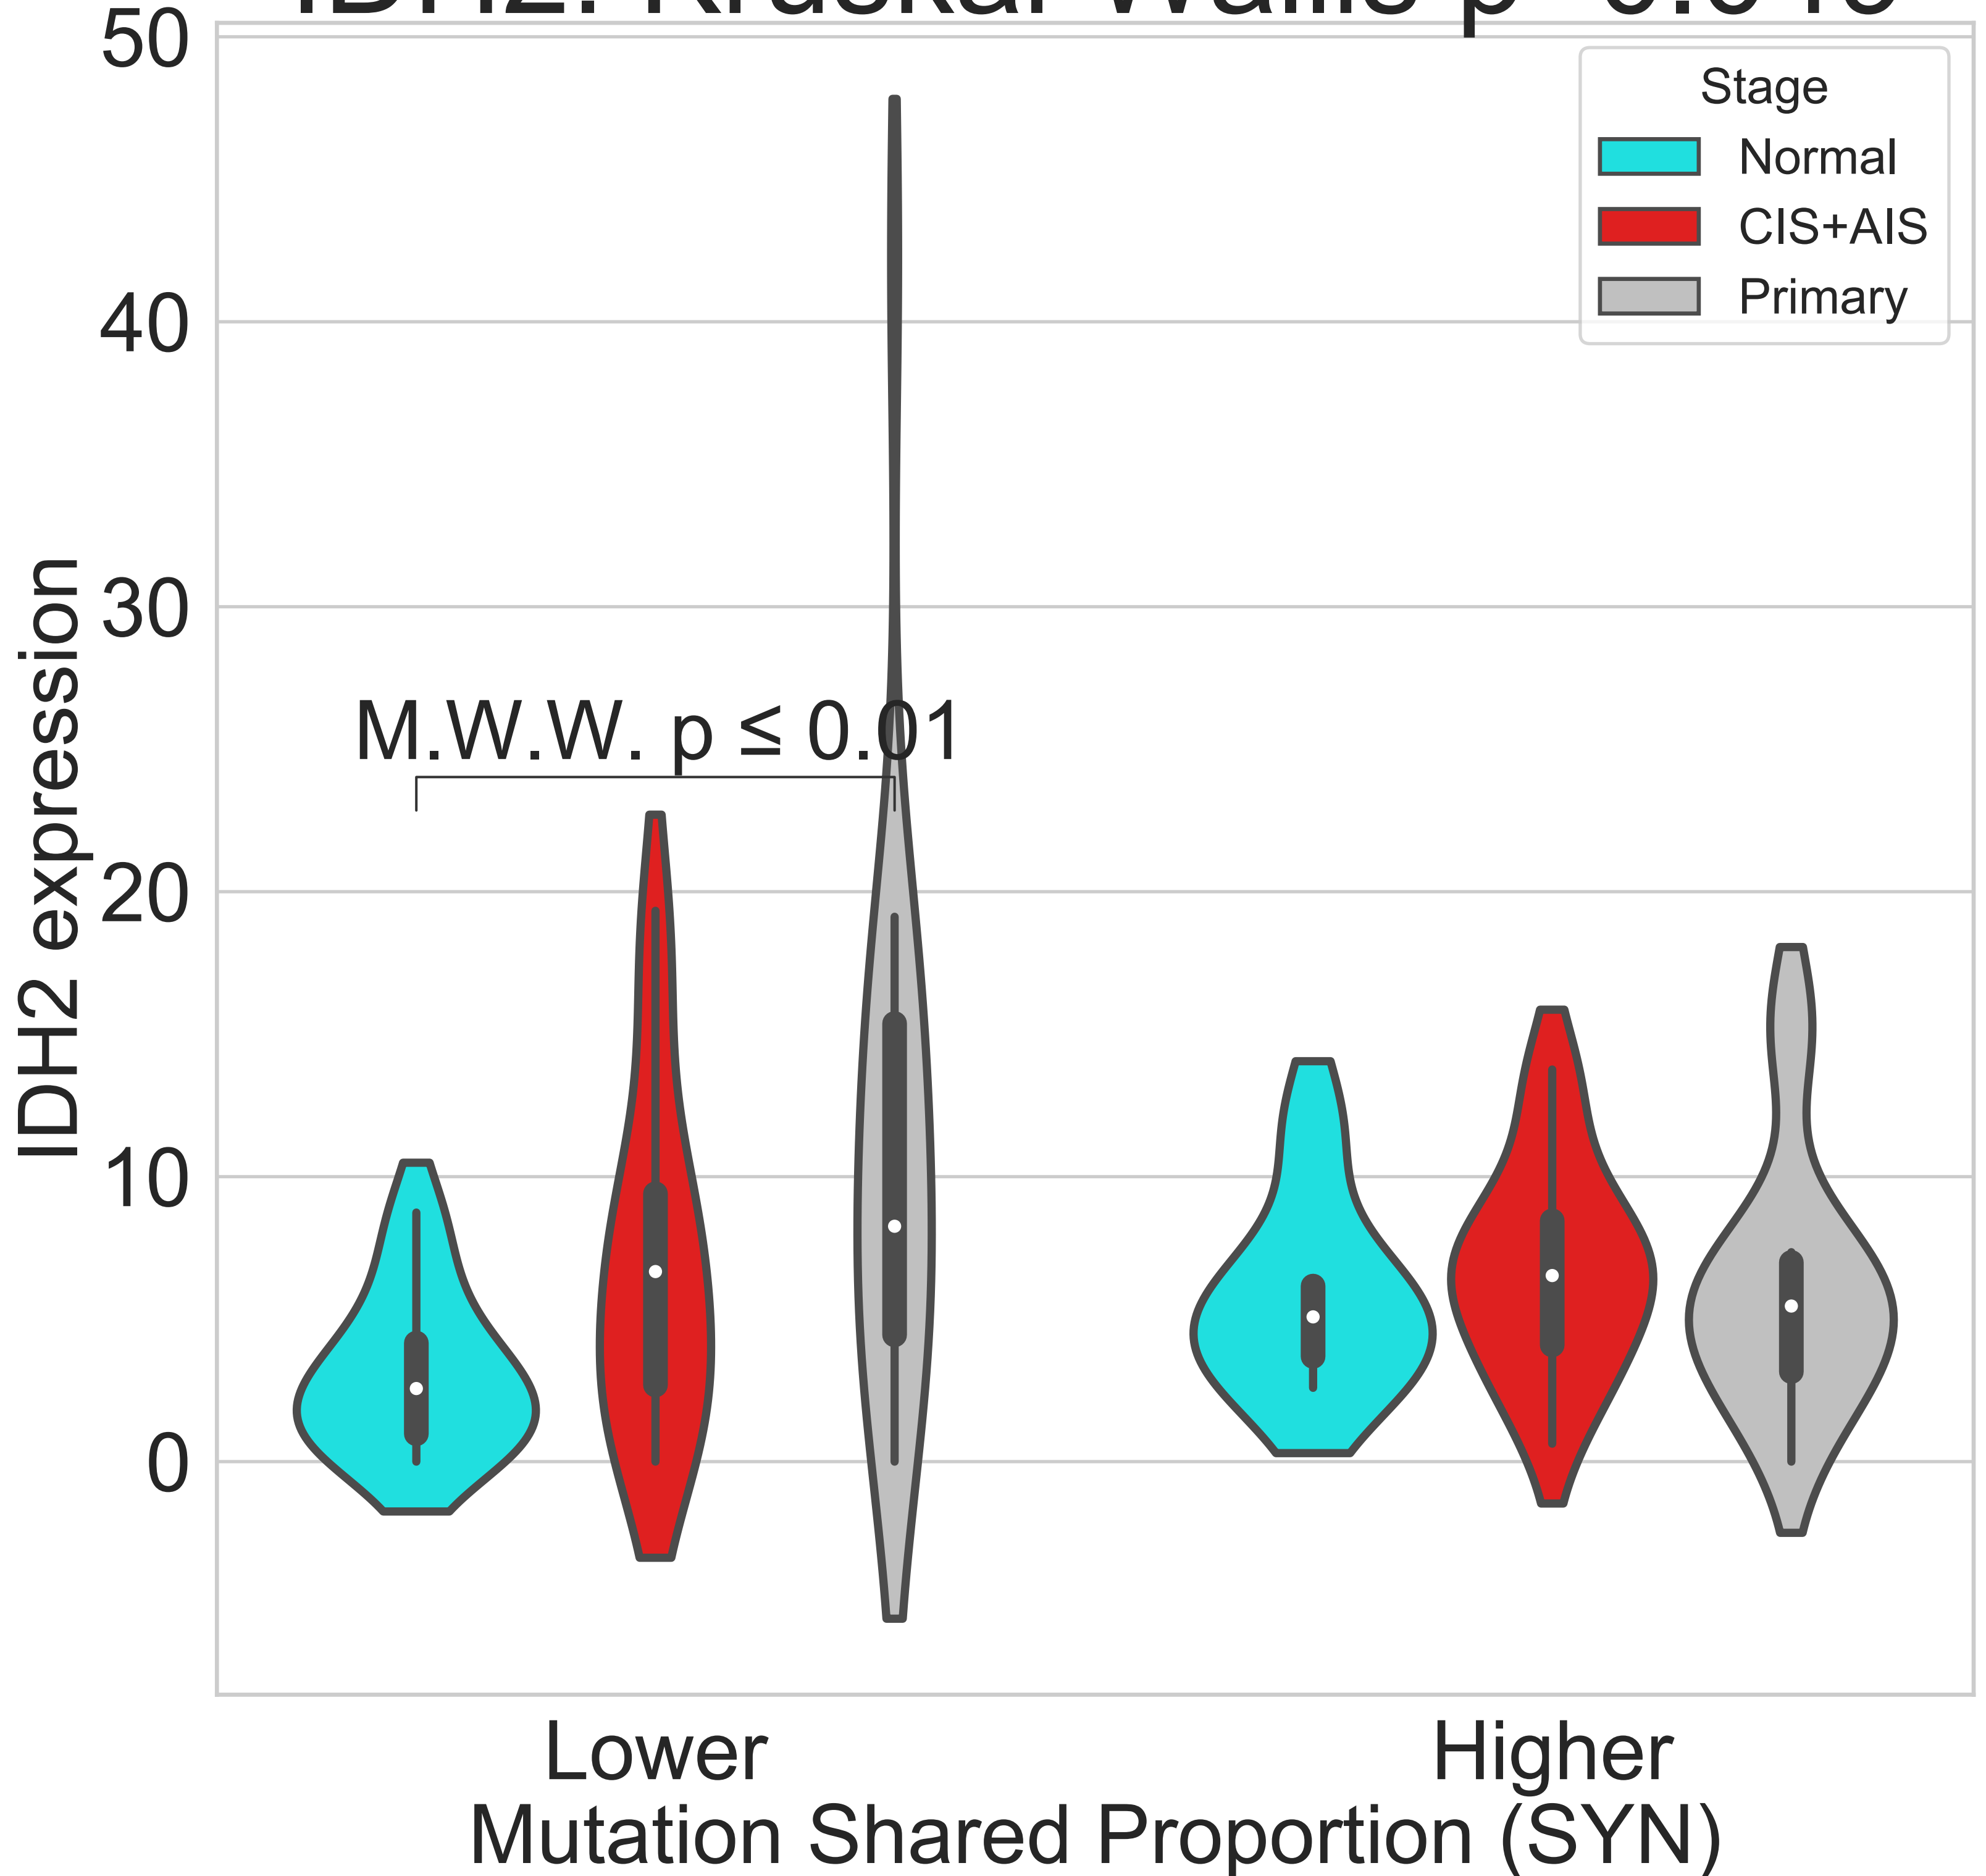 50
Stage
Normal
CIS+AIS
Primary
40
30
M.W.W. p ≤ 0.01
20
10
0
IDH2 expression
Lower
Higher
Mutation Shared Proportion (SYN)